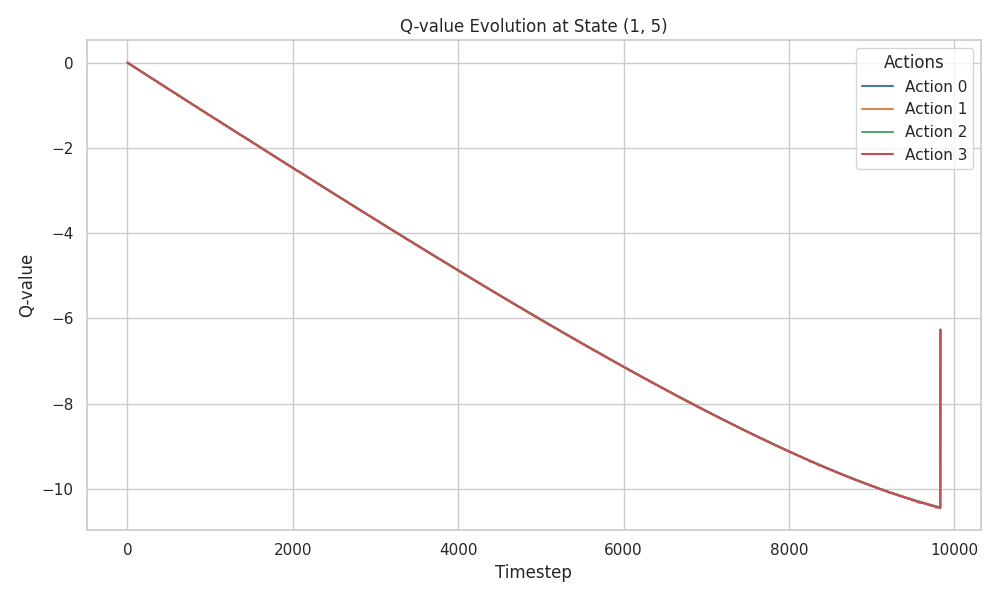 Q-value Evolution at State (1, 5)
Actions
Action 0
Action 1
Action 2
Action 3
Q-value
0
−2
−4
−6
−8
−10
0 2000 4000 6000 8000 10000
Timestep